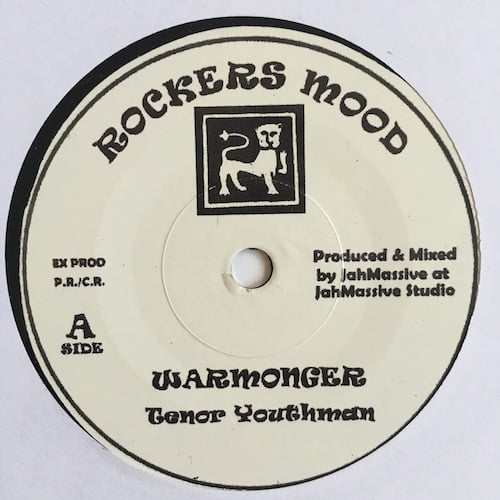 ROCKERS MOOD
EX PROD
P.R./C.R.
A
SIDE
Produced & Mixed
by JahMassive at
JahMassive Studio
WARMONGER
Tenor Youthman